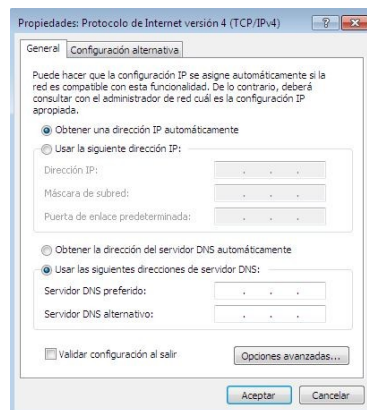 Propiedades: Protocolo de Internet versión 4 (TCP/IPv4)
General
Configuración alternativa
Puede hacer que la configuración IP se asigne automáticamente si la
red es compatible con esta funcionalidad. De lo contrario, deberá
consultar con el administrador de red cuál es la configuración IP
apropiada.
Obtener una dirección IP automáticamente
Usar la siguiente dirección IP:
Dirección IP:
Máscara de subred:
Puerta de enlace predeterminada:
Obtener la dirección del servidor DNS automáticamente
Usar las siguientes direcciones de servidor DNS:
Servidor DNS preferido:
Servidor DNS alternativo:
Validar configuración al salir
Opciones avanzadas...
Aceptar
Cancelar